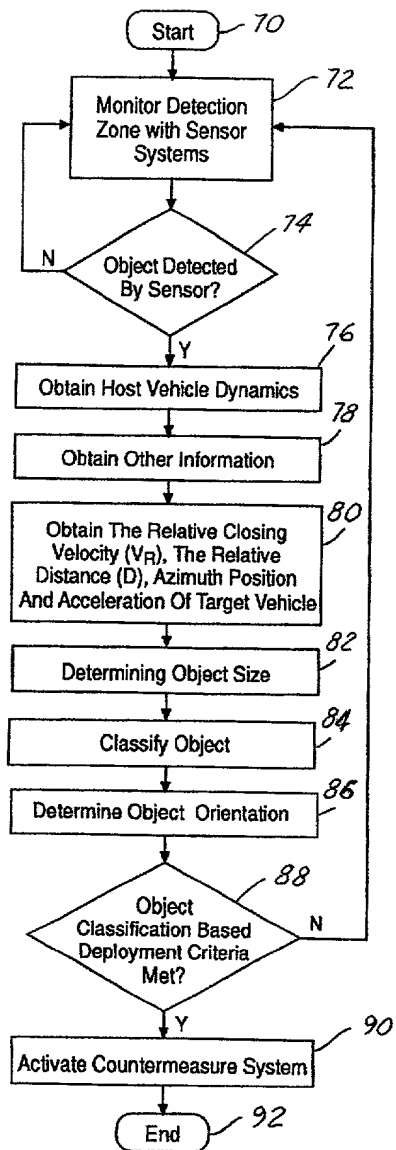 Start
70
72
Monitor Detection
Zone with Sensor
Systems
74
N
Object Detected
By Sensor?
Y
76
Obtain Host Vehicle Dynamics
78
Obtain Other Information
80
Obtain The Relative Closing
Velocity (VR), The Relative
Distance (D), Azimuth Position
And Acceleration Of Target Vehicle
82
Determining Object Size
84
Classify Object
86
Determine Object Orientation
88
Object
Classification Based
Deployment Criteria
Met?
N
Y
90
Activate Countermeasure System
End
92